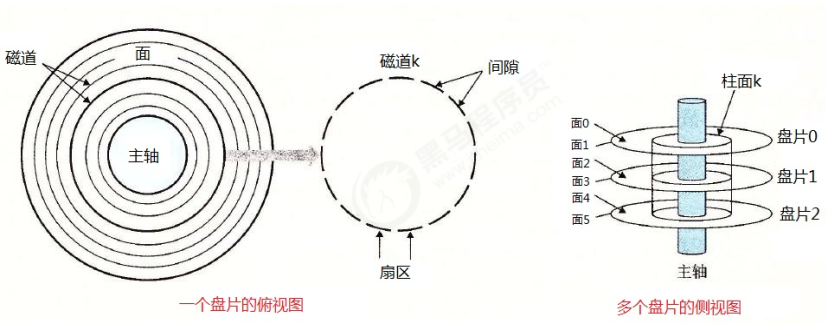 磁道
面
主轴
磁道k
间隙
扇区
一个盘片的俯视图
黑马程序员
柱面k
面0
面1
面2
面3
面4
面5
盘片0
盘片1
盘片2
主轴
多个盘片的侧视图